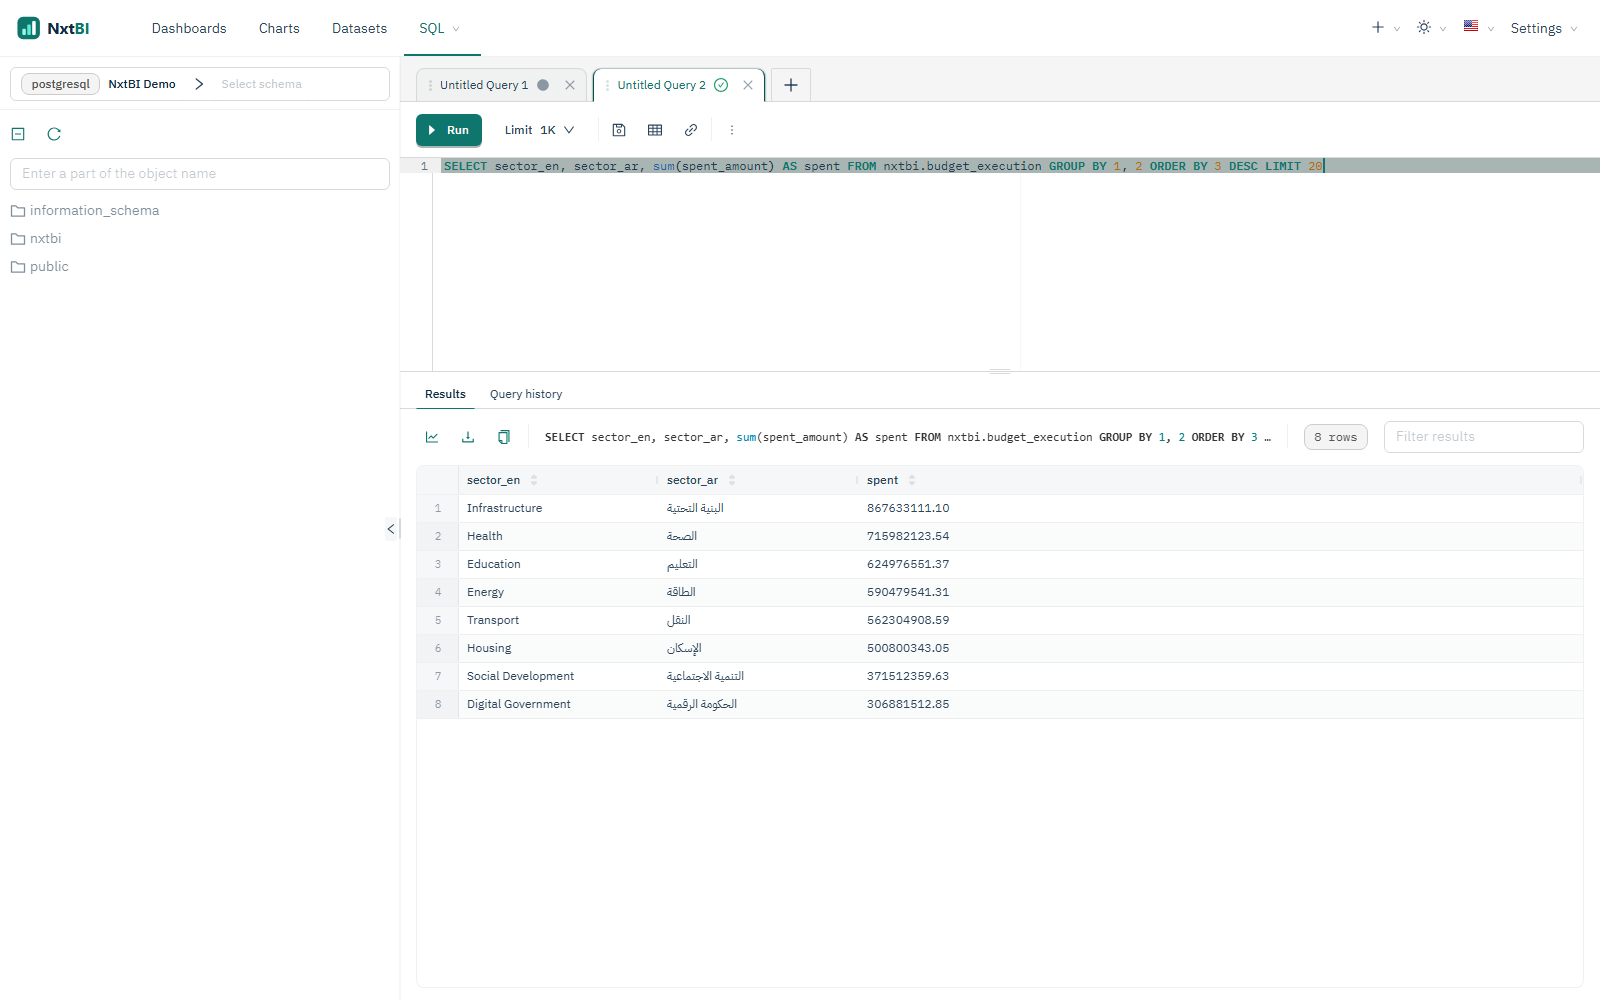 NxtBI
Dashboards
Charts
Datasets
SQL
Settings
postgresql
NxtBI Demo
Select schema
Untitled Query 1
Untitled Query 2
Run
Limit 1K
Enter a part of the object name
information_schema
nxtbi
public
1
SELECT sector_en, sector_ar, sum(spent_amount) AS spent FROM nxtbi.budget_execution GROUP BY 1, 2 ORDER BY 3 DESC LIMIT 20
Results
Query history
SELECT sector_en, sector_ar, sum(spent_amount) AS spent FROM nxtbi.budget_execution GROUP BY 1, 2 ORDER BY 3 …
8 rows
Filter results
sector_en sector_ar spent
1 Infrastructure البنية التحتية 867633111.10
2 Health الصحة 715982123.54
3 Education التعليم 624976551.37
4 Energy الطاقة 590479541.31
5 Transport النقل 562304908.59
6 Housing الإسكان 500800343.05
7 Social Development التنمية الاجتماعية 371512359.63
8 Digital Government الحكومة الرقمية 306881512.85